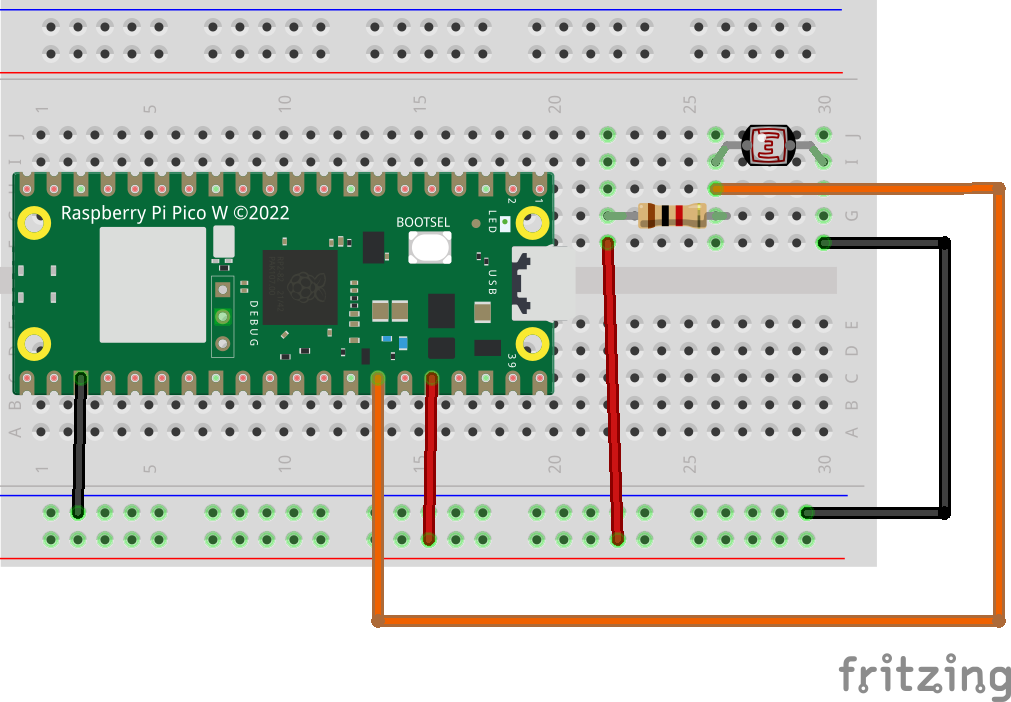 1 5 10 15 20 25 30
J J
I I
H
2 1
Raspberry Pi Pico W ©2022
BOOTSEL
LED
G G
F
USB
DEBUG
E E
D D
39
C C
B B
A A
1 5 10 15 20 25 30
fritzing